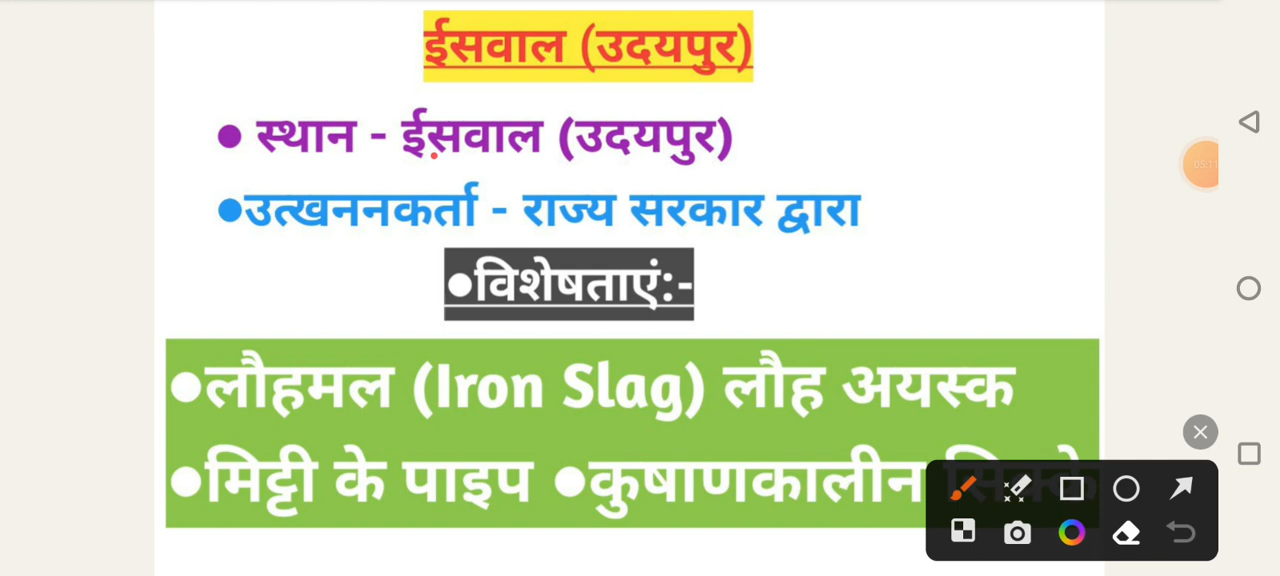 ईसवाल (उदयपुर)
● स्थान - ईसवाल (उदयपुर)
●उत्खननकर्ता - राज्य सरकार द्वारा
●विशेषताएं:-
●लौहमल (Iron Slag) लौह अयस्क
●मिट्टी के पाइप ●कुषाणकालीन सिक्के